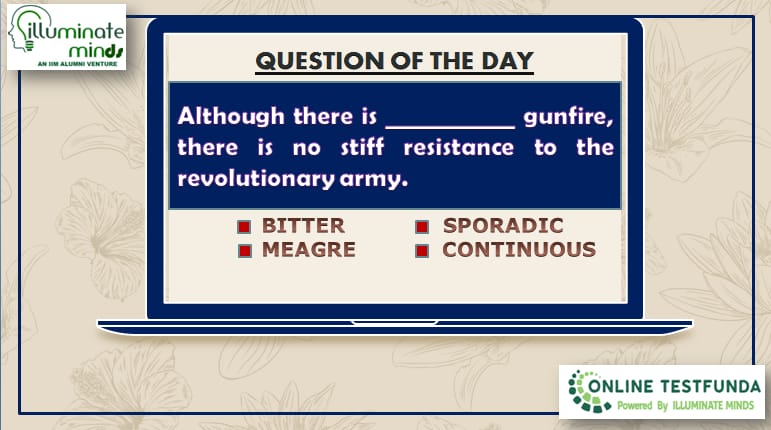 illuminate
minds
AN IIM ALUMNI VENTURE
QUESTION OF THE DAY
Although there is ___________ gunfire,
there is no stiff resistance to the
revolutionary army.
BITTER
SPORADIC
MEAGRE
CONTINUOUS
ONLINE TESTFUNDA
Powered By ILLUMINATE MINDS